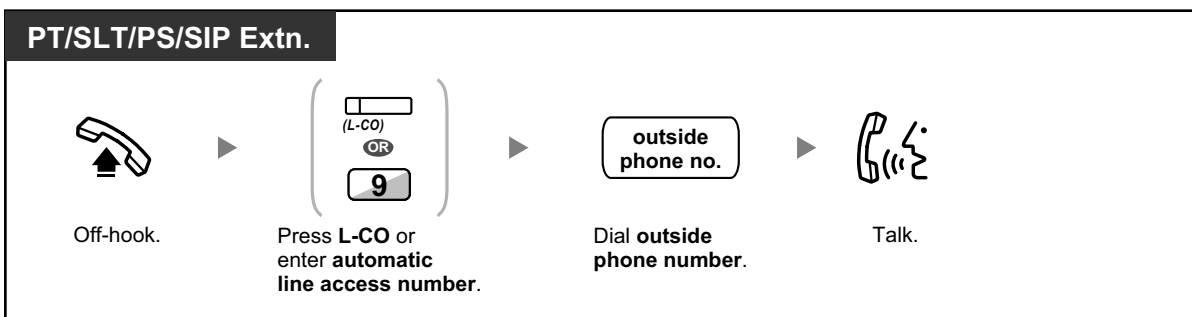 PT/SLT/PS/SIP Extn.
(L-CO)
OR
9
outside
phone no.
Off-hook.
Press L-CO or
enter automatic
line access number.
Dial outside
phone number.
Talk.